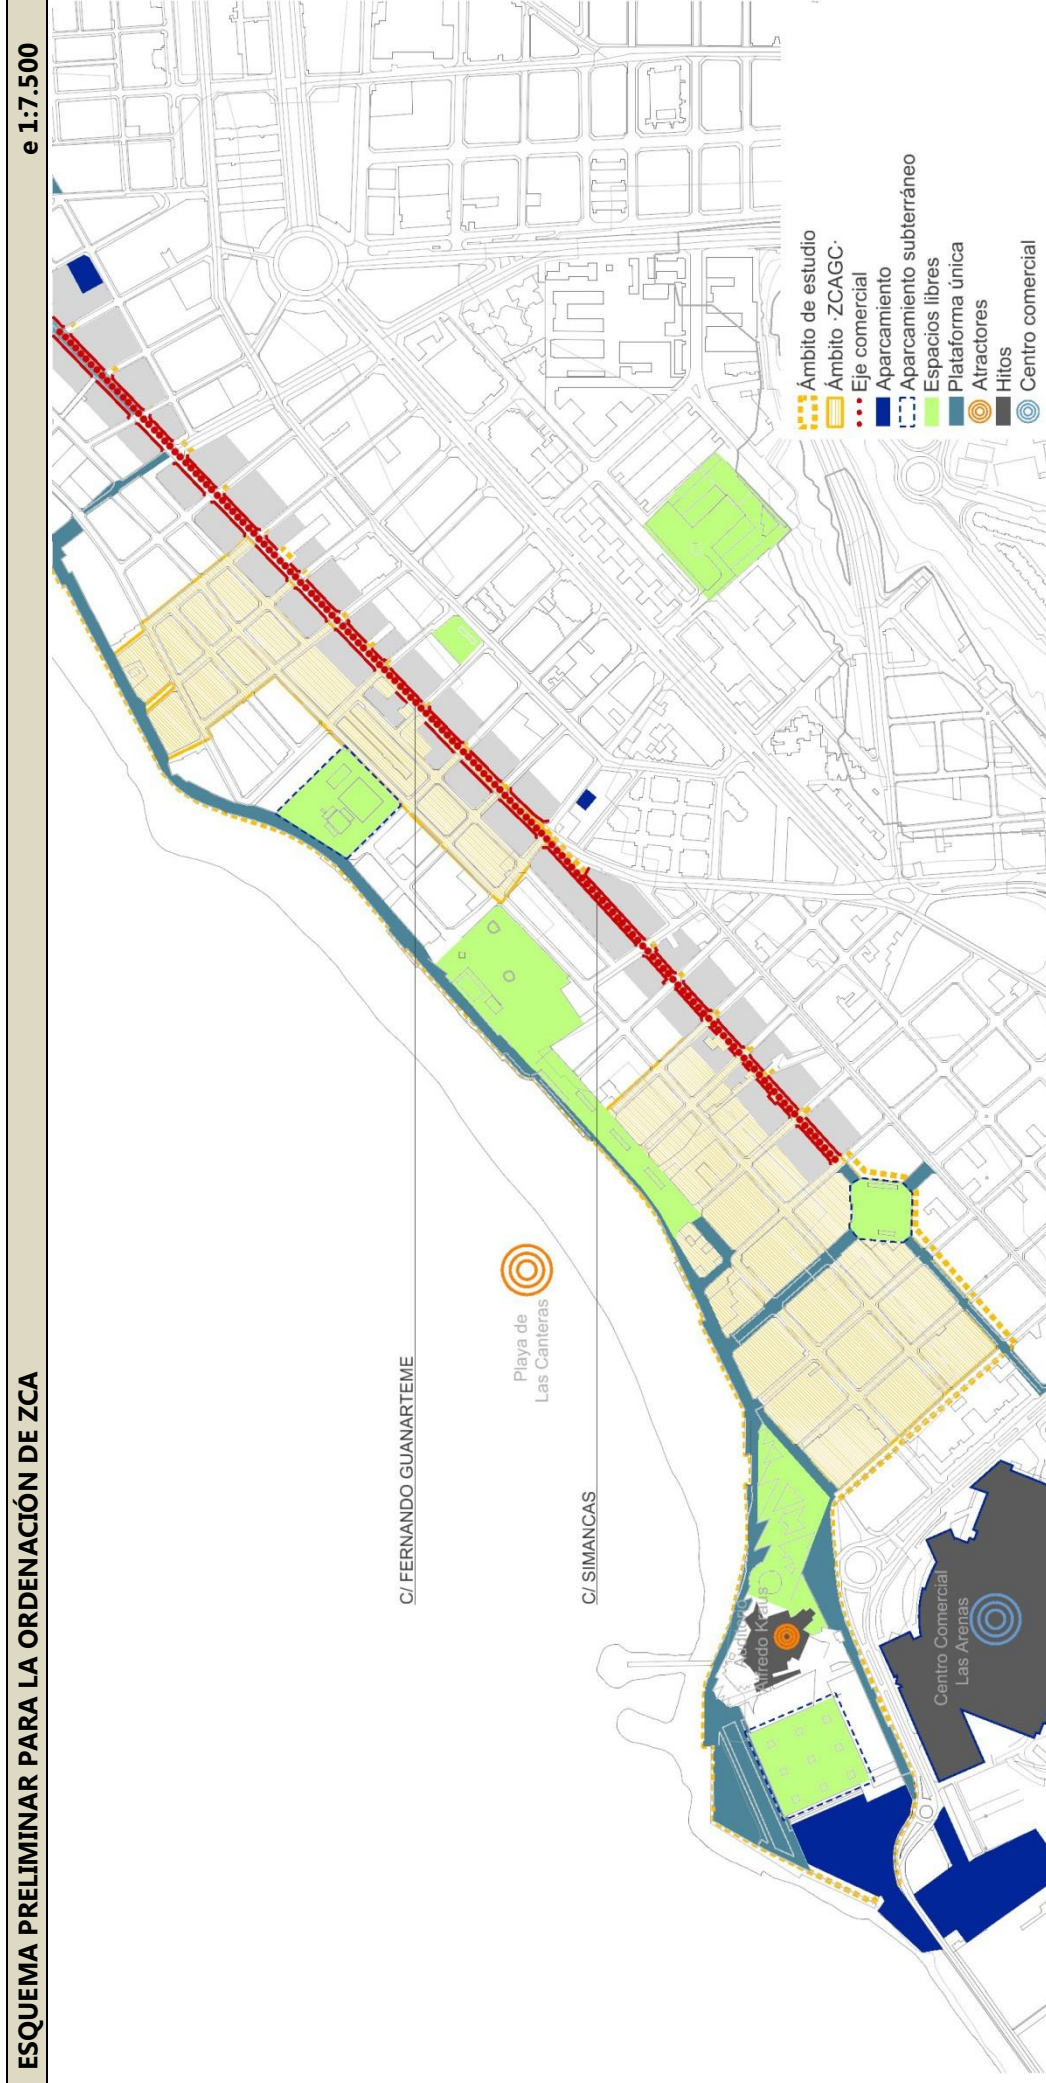 ESQUEMA PRELIMINAR PARA LA ORDENACIÓN DE ZCA
e 1:7.500
C/ FERNANDO GUANARTEME
Playa de
Las Canteras
C/ SIMANCAS
Auditorio
Alfredo Kraus
Centro Comercial
Las Arenas
Ámbito de estudio
Ámbito ·ZCAGC·
Eje comercial
Aparcamiento
Aparcamiento subterráneo
Espacios libres
Plataforma única
Atractores
Hitos
Centro comercial